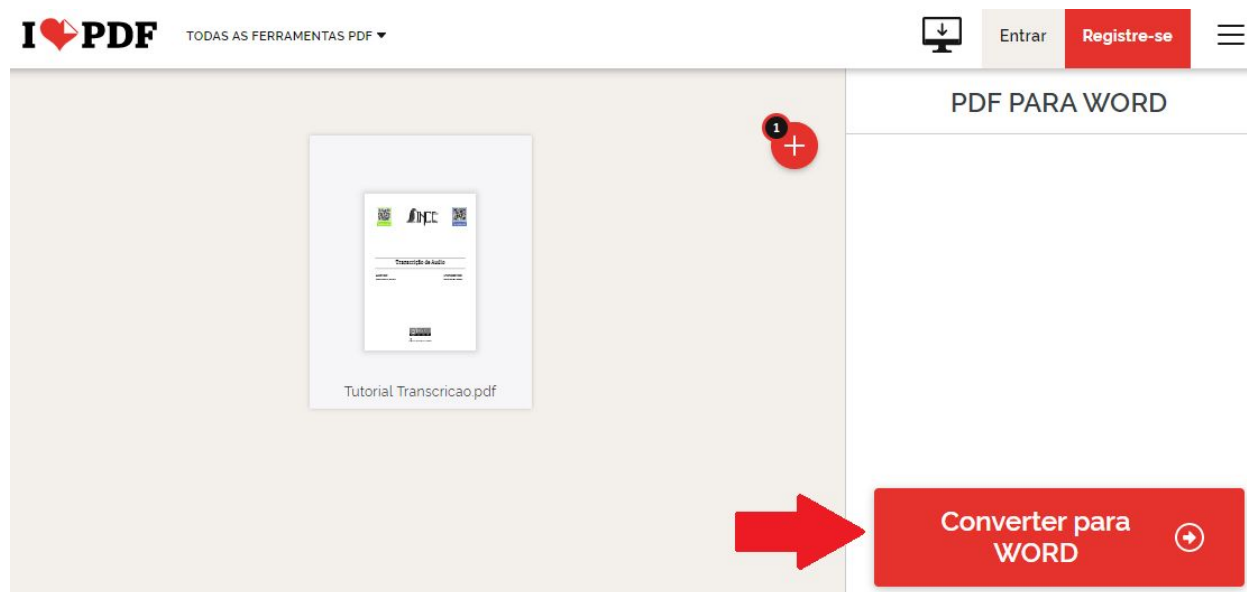 I PDF
TODAS AS FERRAMENTAS PDF
Entrar
Registre-se
PDF PARA WORD
1
Transcrição de Audio
Tutorial Transcricao.pdf
Converter para
WORD